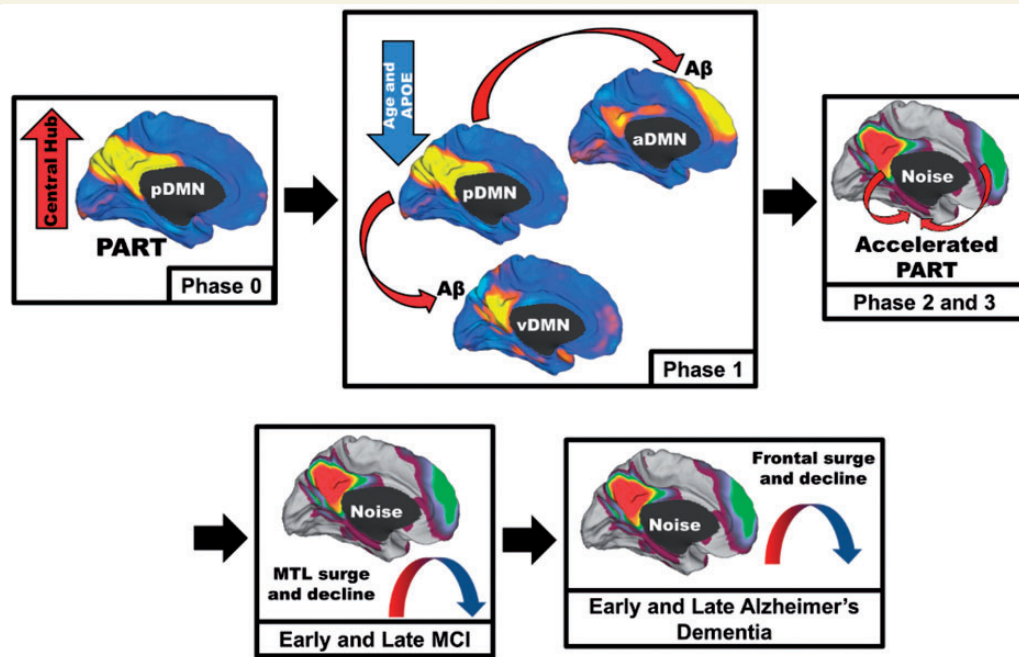 Central Hub
pDMN
PART
Phase 0
Age and
APOE
Aβ
aDMN
pDMN
Aβ
vDMN
Phase 1
Noise
Accelerated
PART
Phase 2 and 3
Noise
MTL surge
and decline
Early and Late MCI
Frontal surge
and decline
Noise
Early and Late Alzheimer's
Dementia